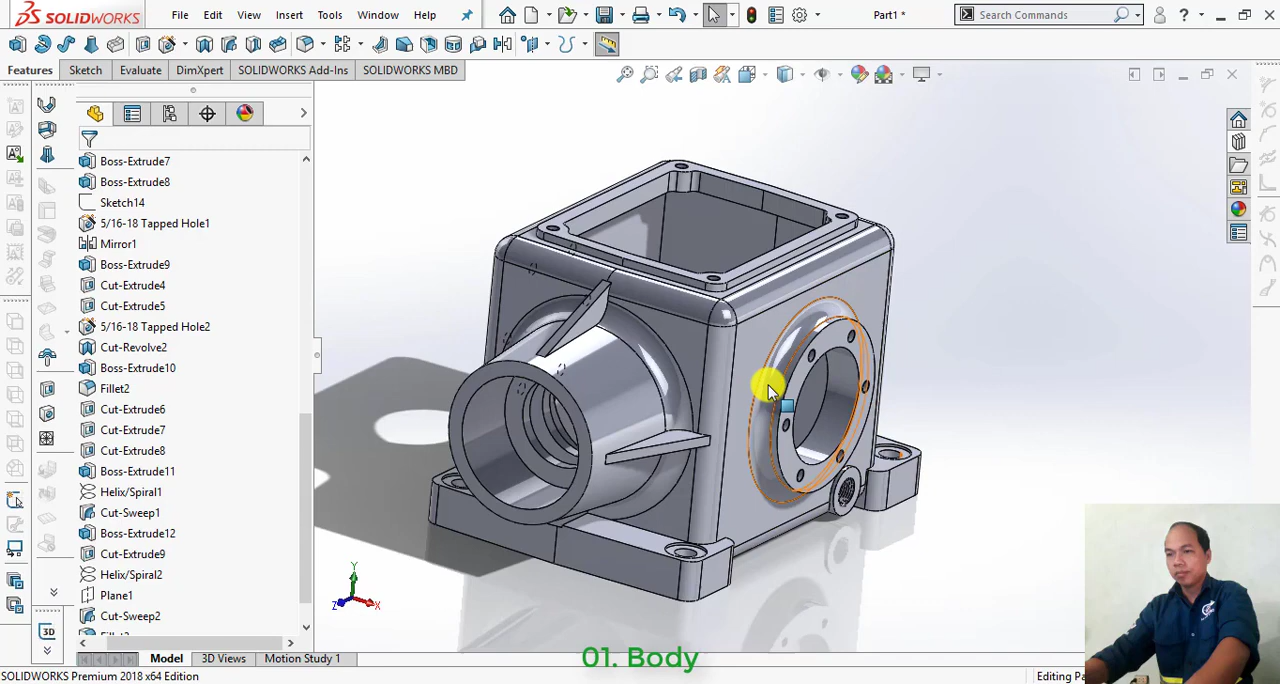 SOLIDWORKS
File Edit View Insert Tools Window Help
Part1 *
Search Commands
Features Sketch Evaluate DimXpert SOLIDWORKS Add-Ins SOLIDWORKS MBD
Boss-Extrude7
Boss-Extrude8
Sketch14
5/16-18 Tapped Hole1
Mirror1
Boss-Extrude9
Cut-Extrude4
Cut-Extrude5
5/16-18 Tapped Hole2
Cut-Revolve2
Boss-Extrude10
Fillet2
Cut-Extrude6
Cut-Extrude7
Cut-Extrude8
Boss-Extrude11
Helix/Spiral1
Cut-Sweep1
Boss-Extrude12
Cut-Extrude9
Helix/Spiral2
Plane1
Cut-Sweep2
3D
Y
Z X
Model 3D Views Motion Study 1
01. Body
SOLIDWORKS Premium 2018 x64 Edition
Editing